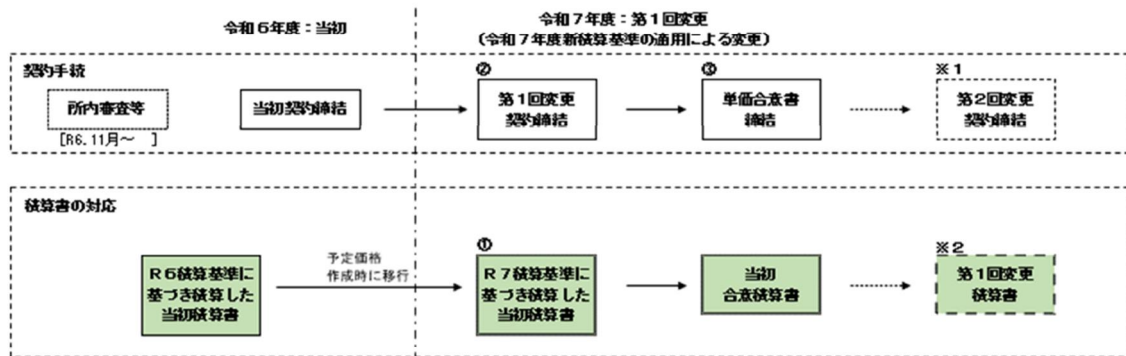 令和６年度：当初
令和７年度：第１回変更
（令和７年度新積算基準の適用による変更）
契約手続
所内審査等
[R6.11月～　]
当初契約締結
②
第１回変更
契約締結
③
単価合意書
締結
※１
第２回変更
契約締結
積算書の対応
Ｒ６積算基準に
基づき積算した
当初積算書
予定価格
作成時に移行
①
Ｒ７積算基準に
基づき積算した
当初積算書
当初
合意積算書
※２
第１回変更
積算書